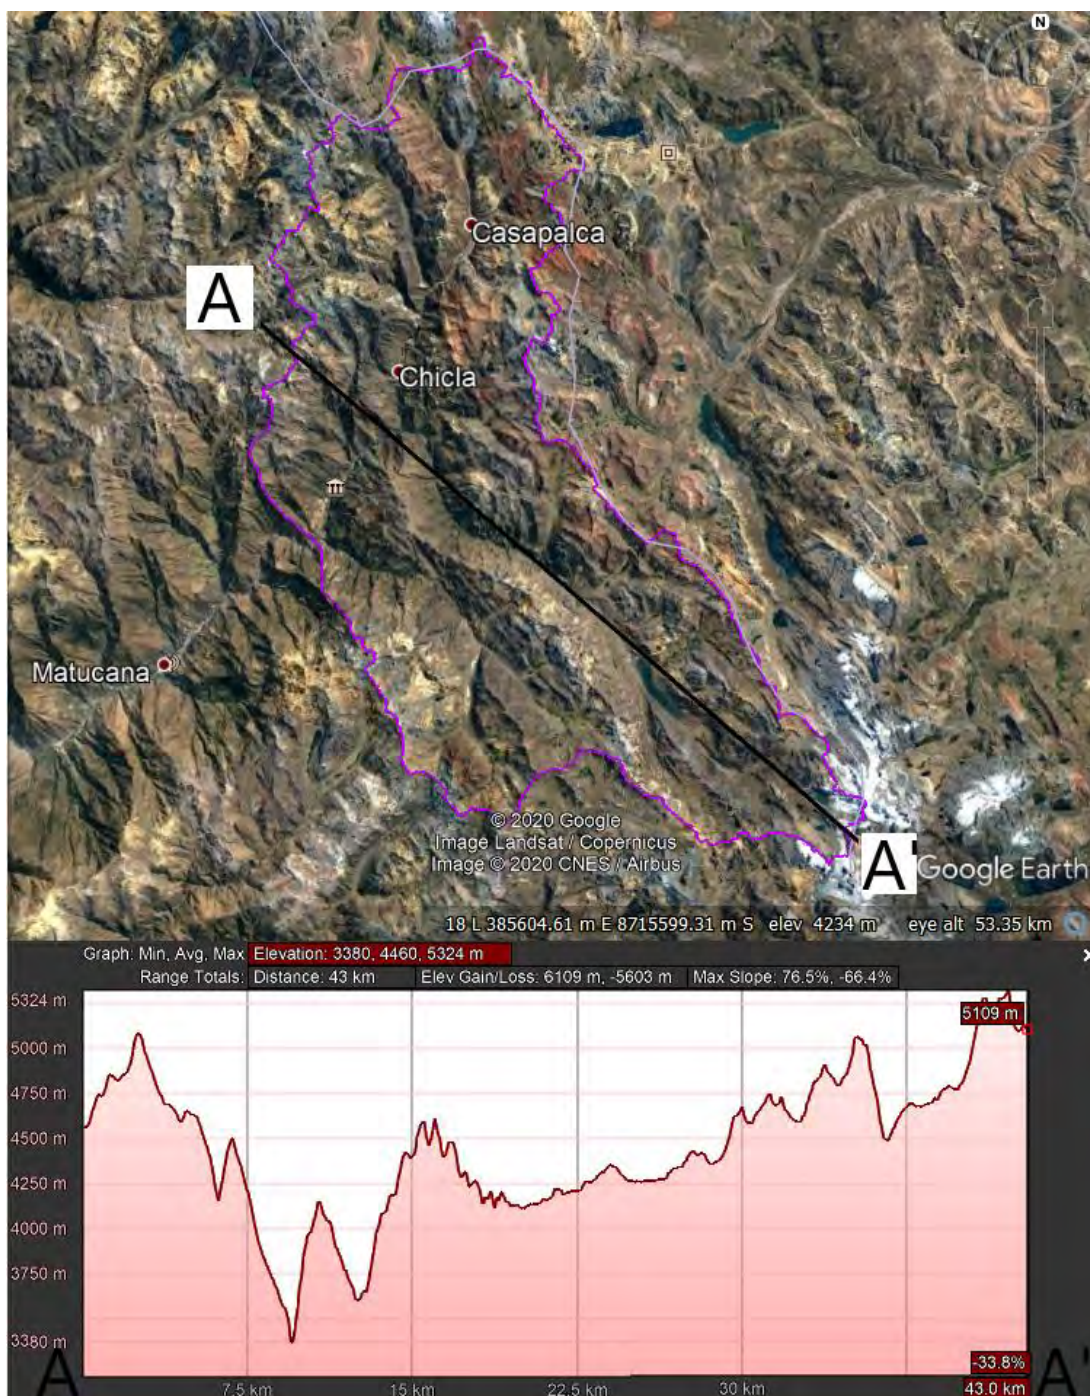 N
Casapalca
A
Chicla
Matucana
© 2020 Google
Image Landsat / Copernicus
Image © 2020 CNES / Airbus
A'
Google Earth
18 L 385604.61 m E 8715599.31 m S elev 4234 m eye alt 53.35 km
Graph: Min, Avg, Max Elevation: 3380, 4460, 5324 m
Range Totals: Distance: 43 km Elev Gain/Loss: 6109 m, -5603 m Max Slope: 76.5%, -66.4%
5324 m
5109 m
5000 m
4750 m
4500 m
4250 m
4000 m
3750 m
3380 m
-33.8%
A
A'
7.5 km 15 km 22.5 km 30 km 43.0 km